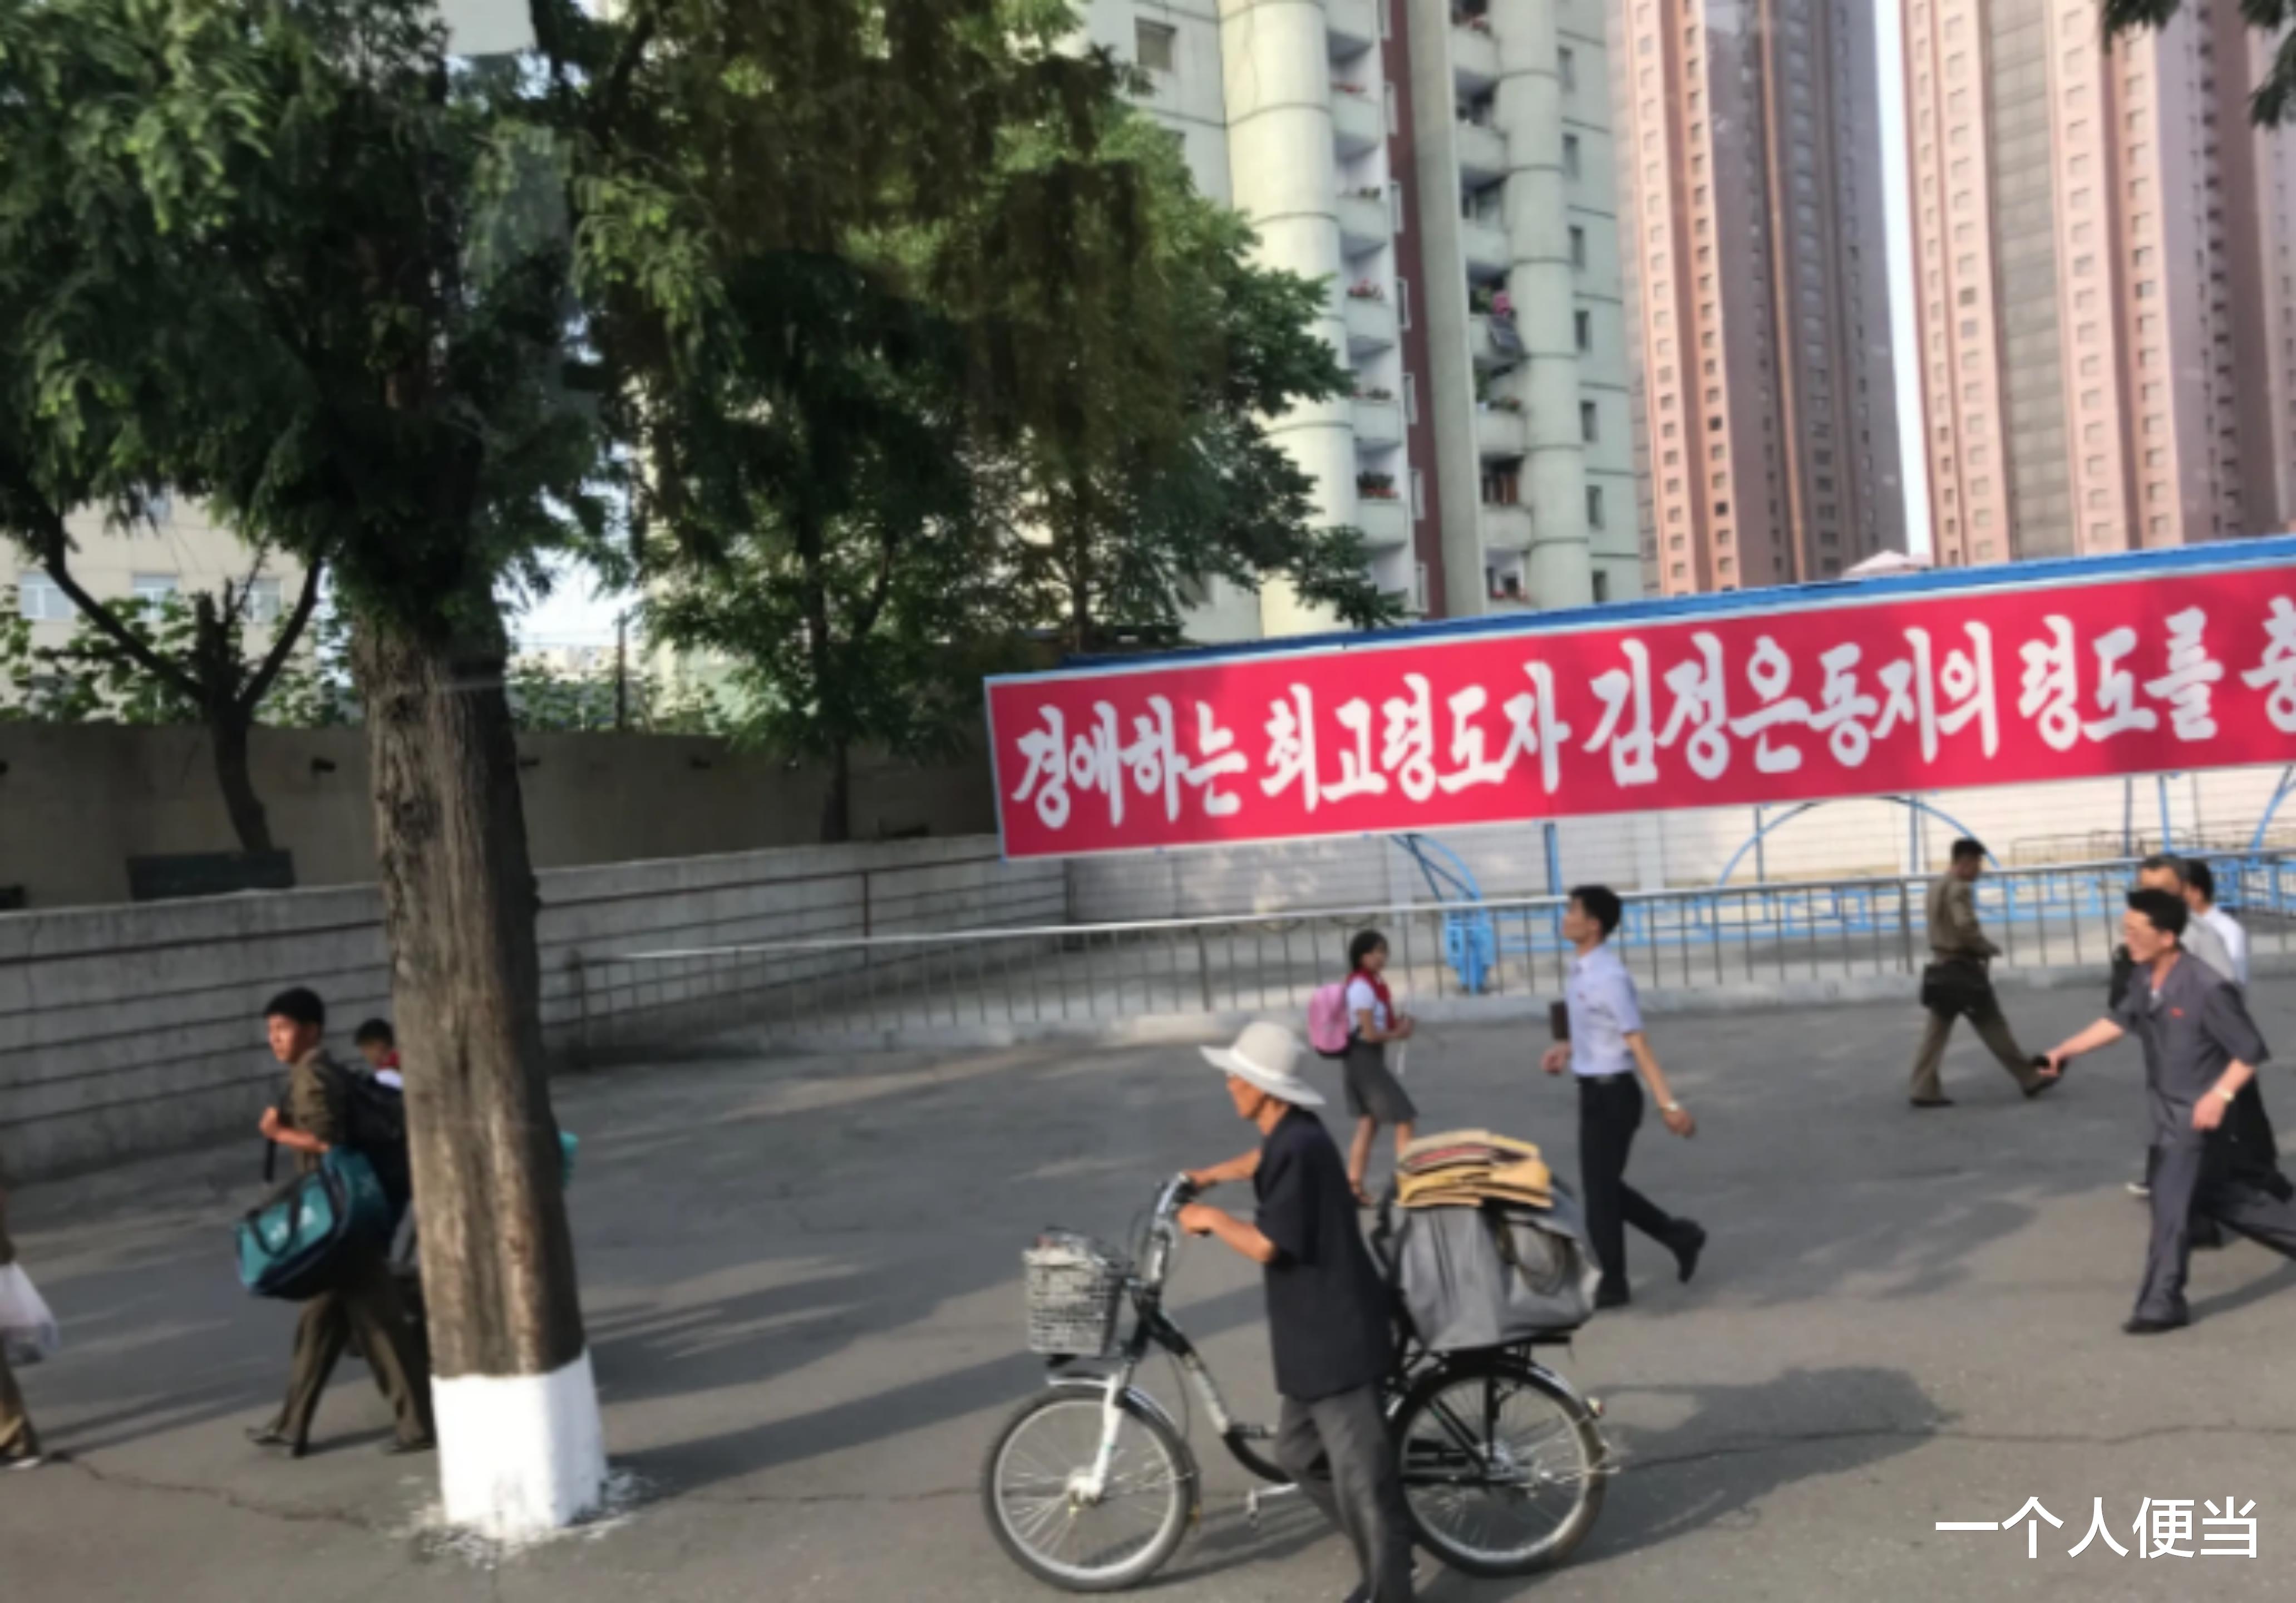 경애하는 최고령도자 김정은동지의 령도를
一个人便当